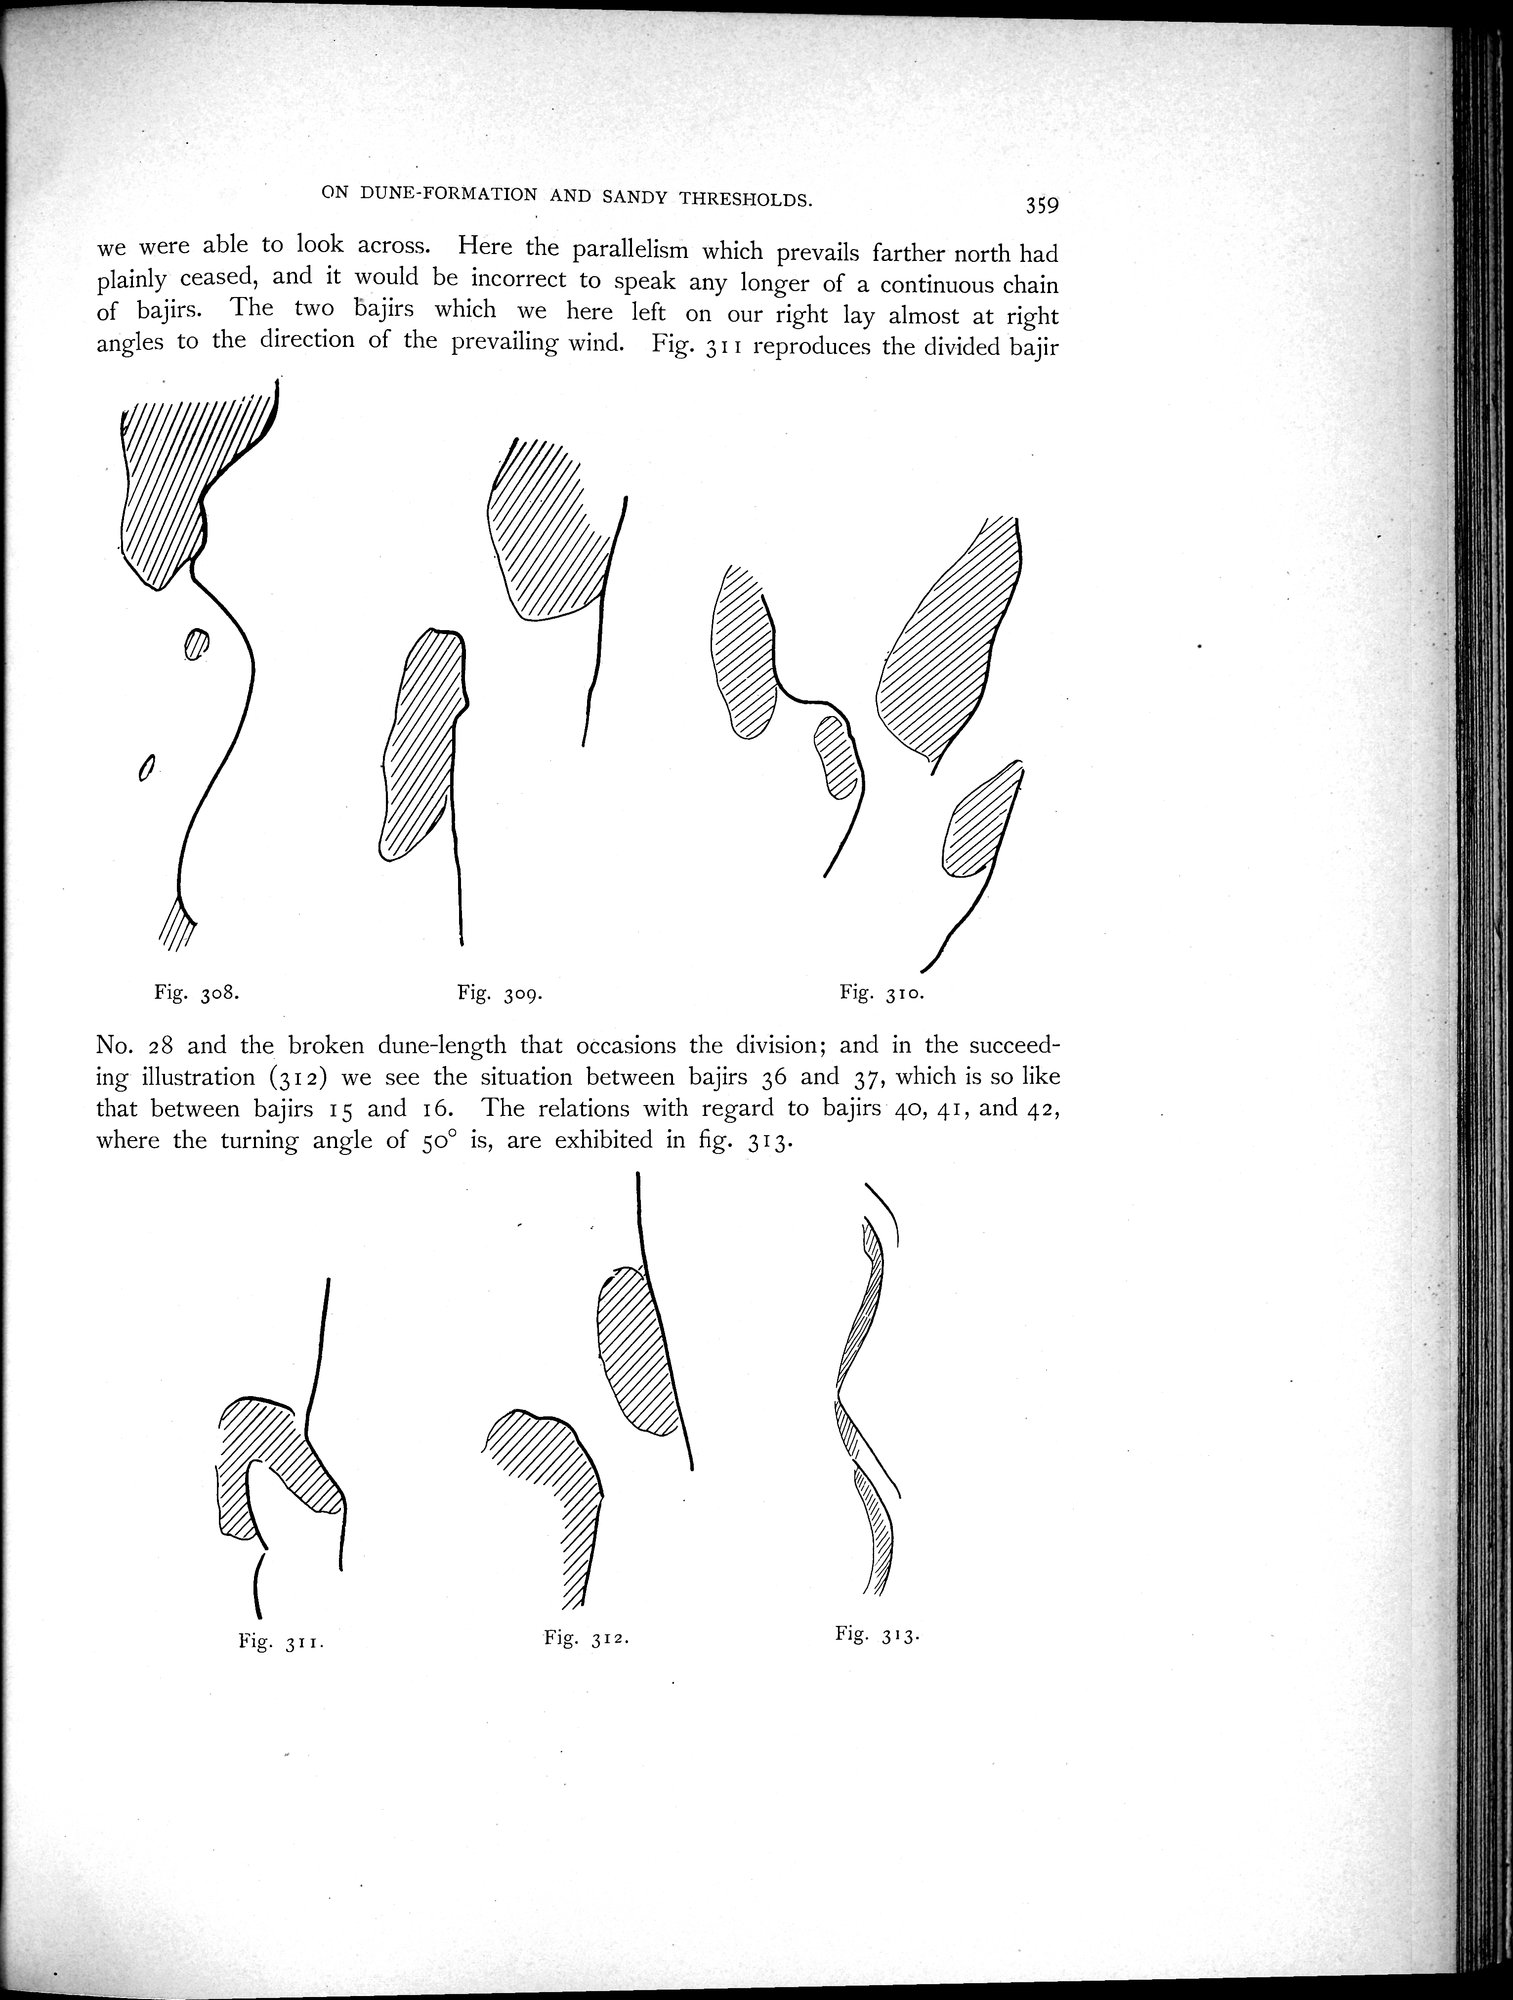 ON DUNE-FORMATION AND SANDY THRESHOLDS. 359
we were able to look across. Here the parallelism which prevails farther north had
plainly ceased, and it would be incorrect to speak any longer of a continuous chain
of bajirs. The two bajirs which we here left on our right lay almost at right
angles to the direction of the prevailing wind. Fig. 311 reproduces the divided bajir
Fig. 308. Fig. 309. Fig. 310.
No. 28 and the broken dune-length that occasions the division; and in the succeed-
ing illustration (312) we see the situation between bajirs 36 and 37, which is so like
that between bajirs 15 and 16. The relations with regard to bajirs 40, 41, and 42,
where the turning angle of 50° is, are exhibited in fig. 313.
Fig. 311. Fig. 312. Fig. 313.